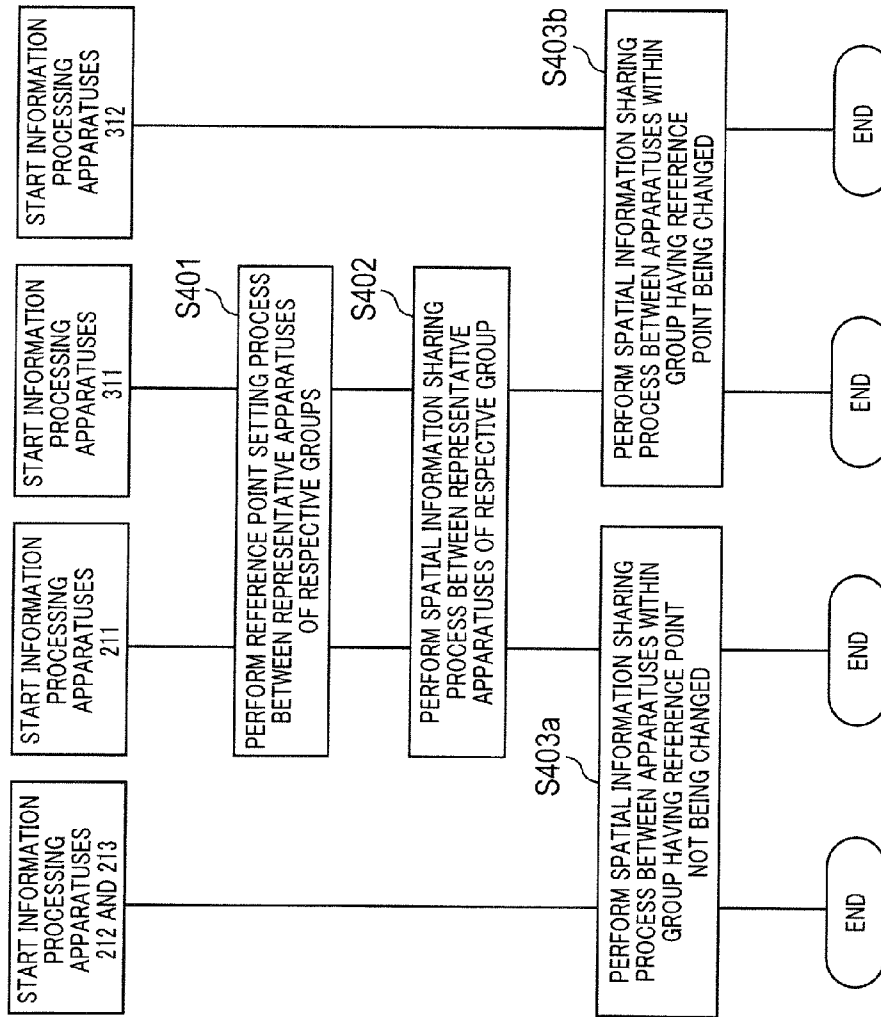 START INFORMATION
PROCESSING
APPARATUSES
212 AND 213
START INFORMATION
PROCESSING
APPARATUSES
211
START INFORMATION
PROCESSING
APPARATUSES
311
START INFORMATION
PROCESSING
APPARATUSES
312
S401
PERFORM REFERENCE POINT SETTING PROCESS
BETWEEN REPRESENTATIVE APPARATUSES
OF RESPECTIVE GROUPS
S402
PERFORM SPATIAL INFORMATION SHARING
PROCESS BETWEEN REPRESENTATIVE
APPARATUSES OF RESPECTIVE GROUP
S403a
PERFORM SPATIAL INFORMATION SHARING
PROCESS BETWEEN APPARATUSES WITHIN
GROUP HAVING REFERENCE POINT
NOT BEING CHANGED
S403b
PERFORM SPATIAL INFORMATION SHARING
PROCESS BETWEEN APPARATUSES WITHIN
GROUP HAVING REFERENCE
POINT BEING CHANGED
END
END
END
END